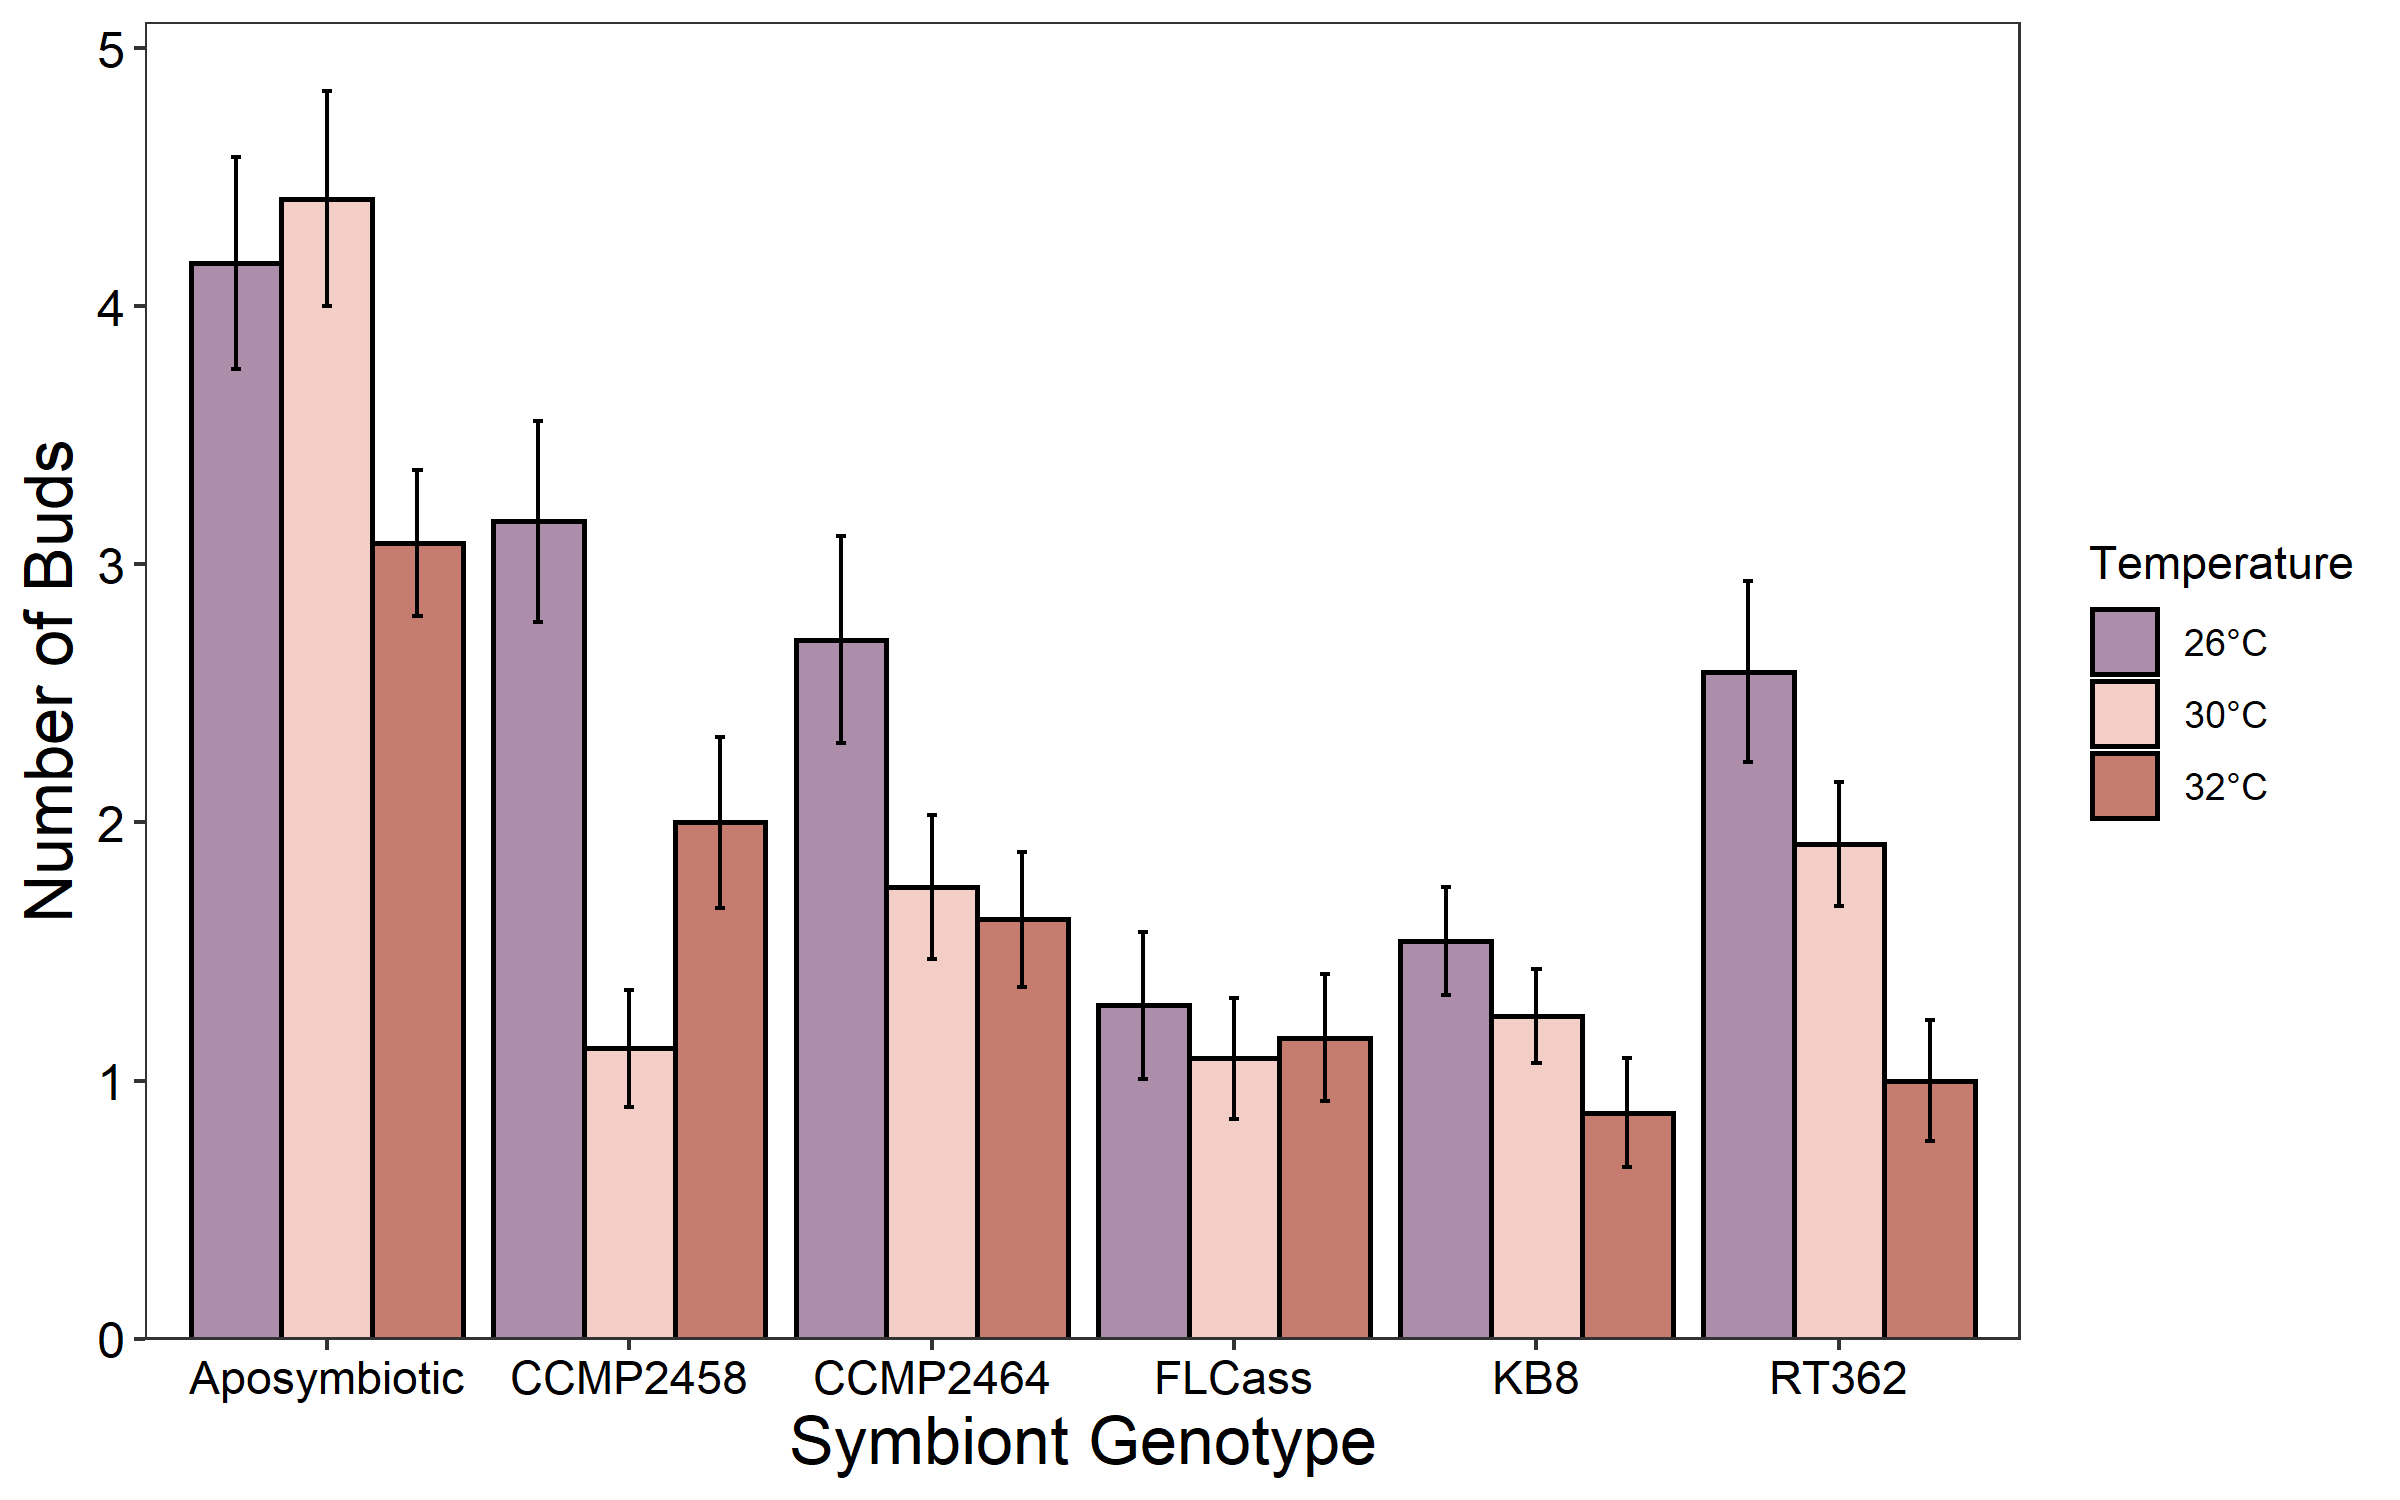 Number of Buds
5
4
3
2
1
0
Aposymbiotic CCMP2458 CCMP2464 FLCass KB8 RT362
Symbiont Genotype
Temperature
26°C
30°C
32°C